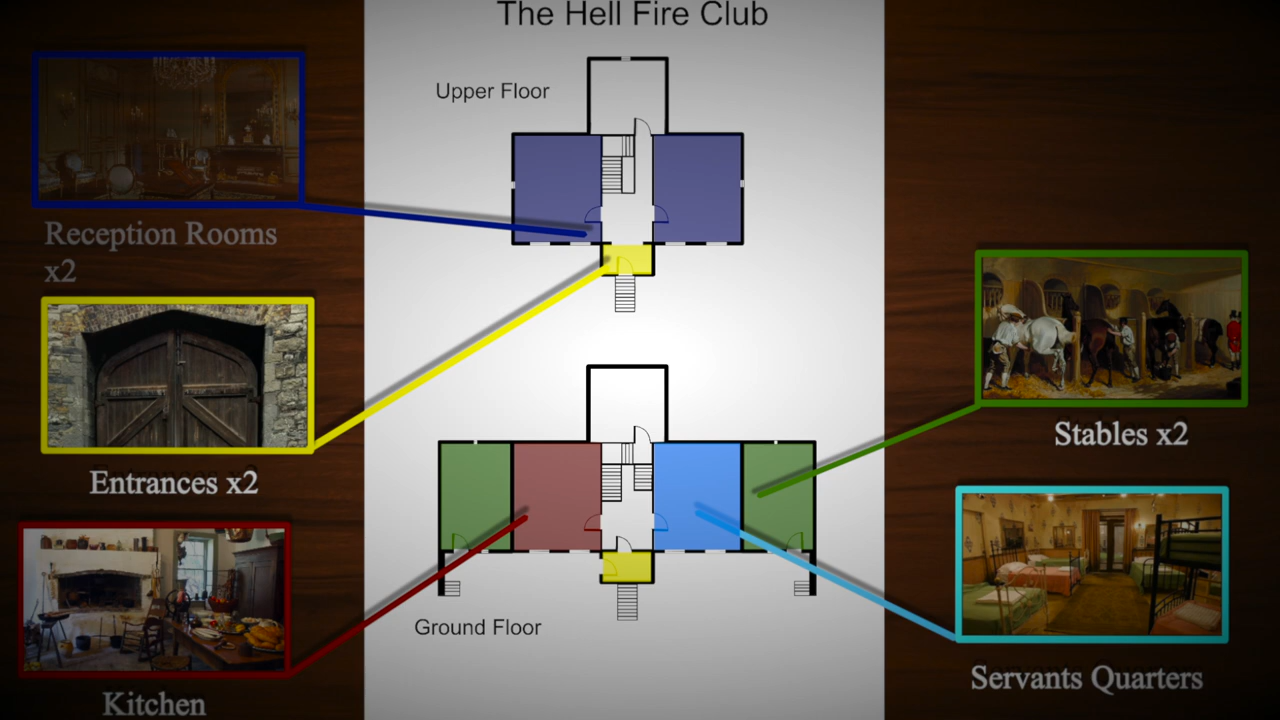 The Hell Fire Club
Upper Floor
Reception Rooms
x2
Entrances x2
Stables x2
Ground Floor
Servants Quarters
Kitchen